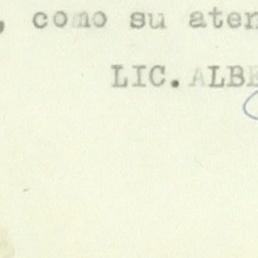 , como su aten
LIC. ALBE